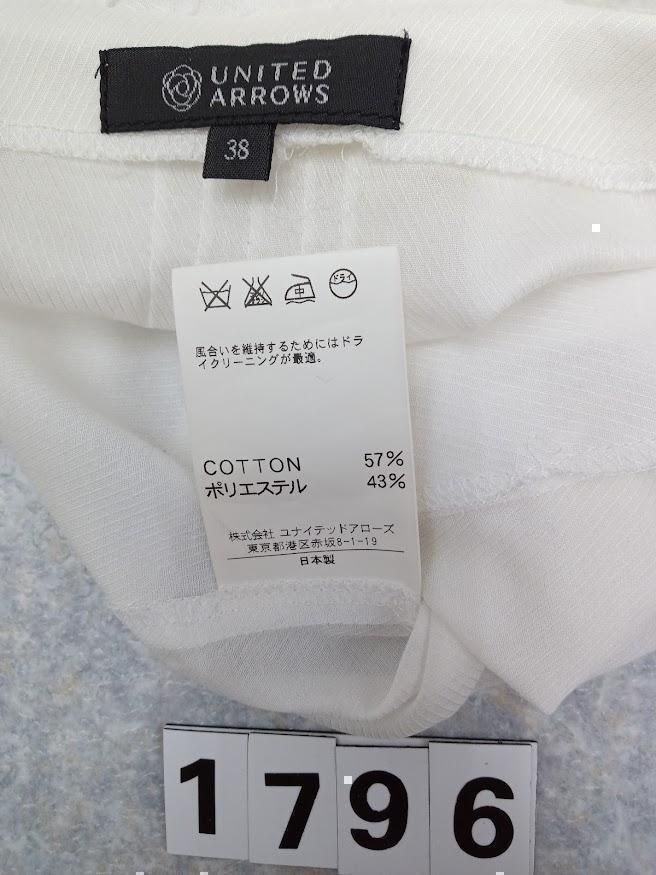 UNITED
ARROWS
38
ドライ
風合いを維持するためにはドラ
イクリーニングが最適。
COTTON 57%
ポリエステル 43%
株式会社 ユナイテッドアローズ
東京都港区赤坂8-1-19
日本製
1796